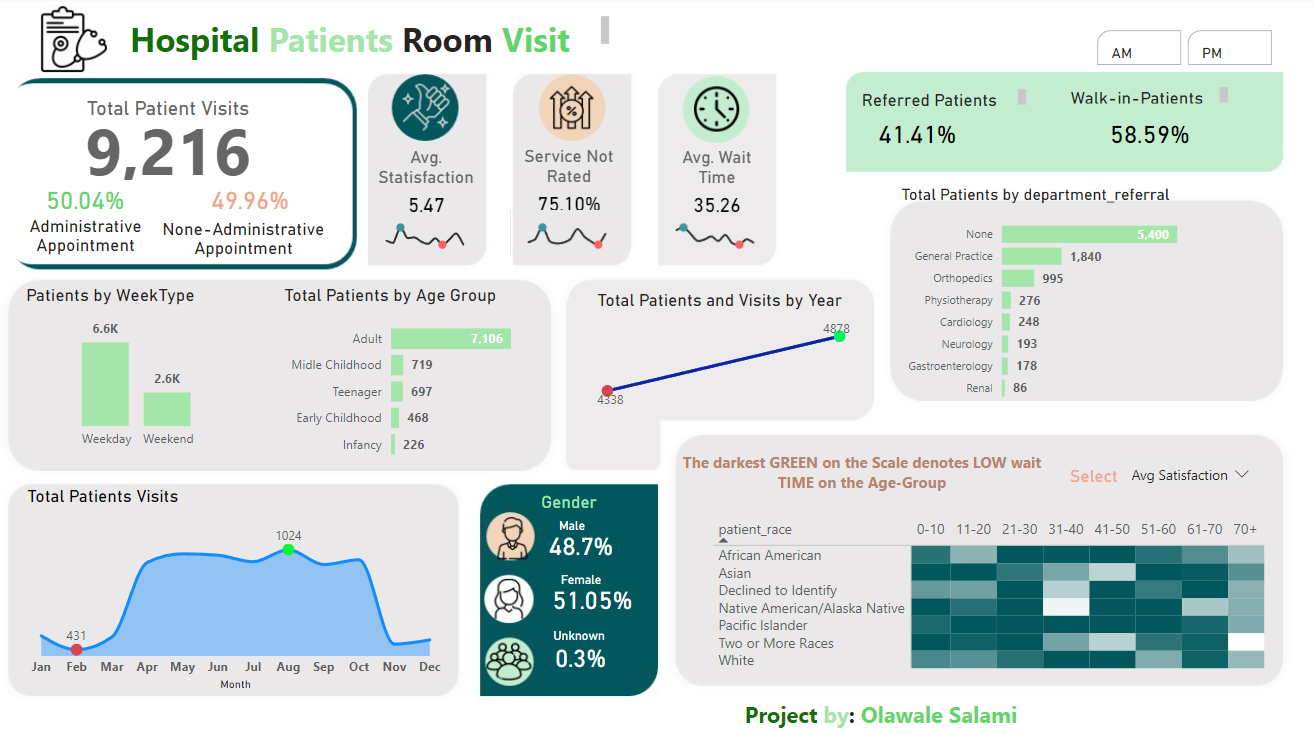 Hospital Patients Room Visit
AM
PM
Total Patient Visits
9,216
50.04%
Administrative
Appointment
49.96%
None-Administrative
Appointment
Avg.
Statisfaction
5.47
Service Not
Rated
75.10%
Avg. Wait
Time
35.26
Referred Patients
41.41%
Walk-in-Patients
58.59%
Total Patients by department_referral
None 5,400
General Practice 1,840
Orthopedics 995
Physiotherapy 276
Cardiology 248
Neurology 193
Gastroenterology 178
Renal 86
Patients by WeekType
6.6K
2.6K
Weekday Weekend
Total Patients by Age Group
Adult 7,106
Midle Childhood 719
Teenager 697
Early Childhood 468
Infancy 226
Total Patients and Visits by Year
4878
4338
Total Patients Visits
1024
431
Jan Feb Mar Apr May Jun Jul Aug Sep Oct Nov Dec
Month
Gender
Male
48.7%
Female
51.05%
Unknown
0.3%
The darkest GREEN on the Scale denotes LOW wait
TIME on the Age-Group
Select Avg Satisfaction
patient_race 0-10 11-20 21-30 31-40 41-50 51-60 61-70 70+
African American
Asian
Declined to Identify
Native American/Alaska Native
Pacific Islander
Two or More Races
White
Project by: Olawale Salami